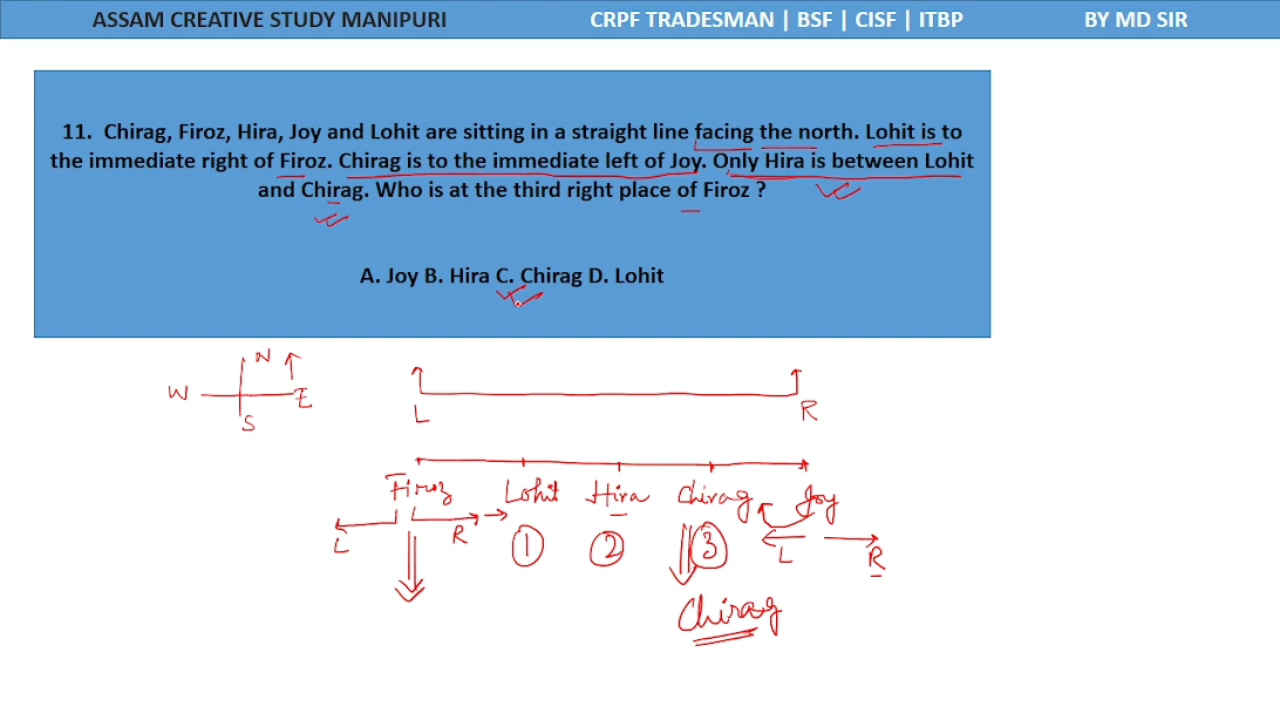 ASSAM CREATIVE STUDY MANIPURI CRPF TRADESMAN | BSF | CISF | ITBP BY MD SIR
11. Chirag, Firoz, Hira, Joy and Lohit are sitting in a straight line facing the north. Lohit is to
the immediate right of Firoz. Chirag is to the immediate left of Joy. Only Hira is between Lohit
and Chirag. Who is at the third right place of Firoz ?
A. Joy B. Hira C. Chirag D. Lohit
N
W E
S
L R
Firoz Lohit Hira Chirag Joy
L R 1 2 3 L R
Chirag